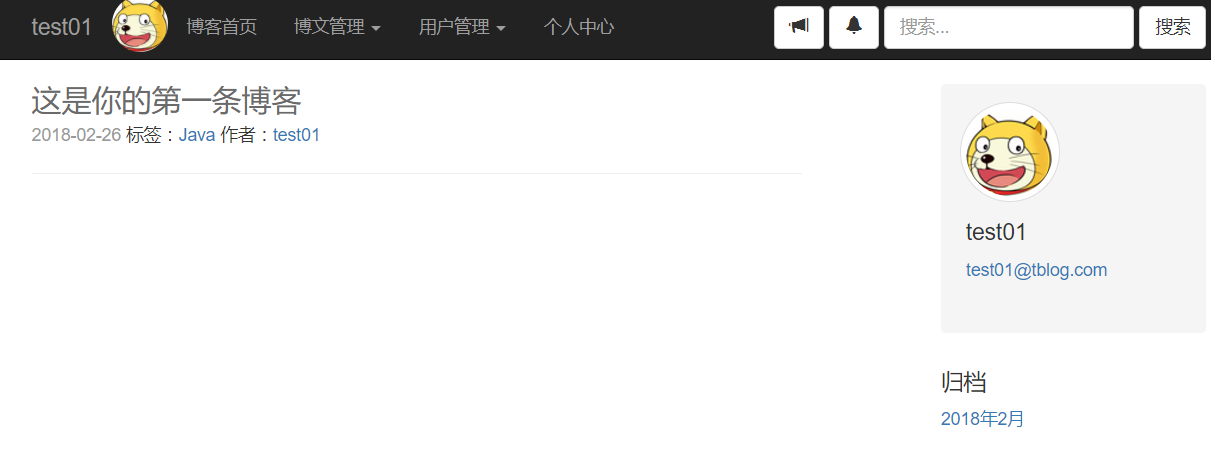 test01 博客首页 博文管理 用户管理 个人中心 搜索... 搜索
这是你的第一条博客
2018-02-26 标签：Java 作者：test01
test01
test01@tblog.com
归档
2018年2月